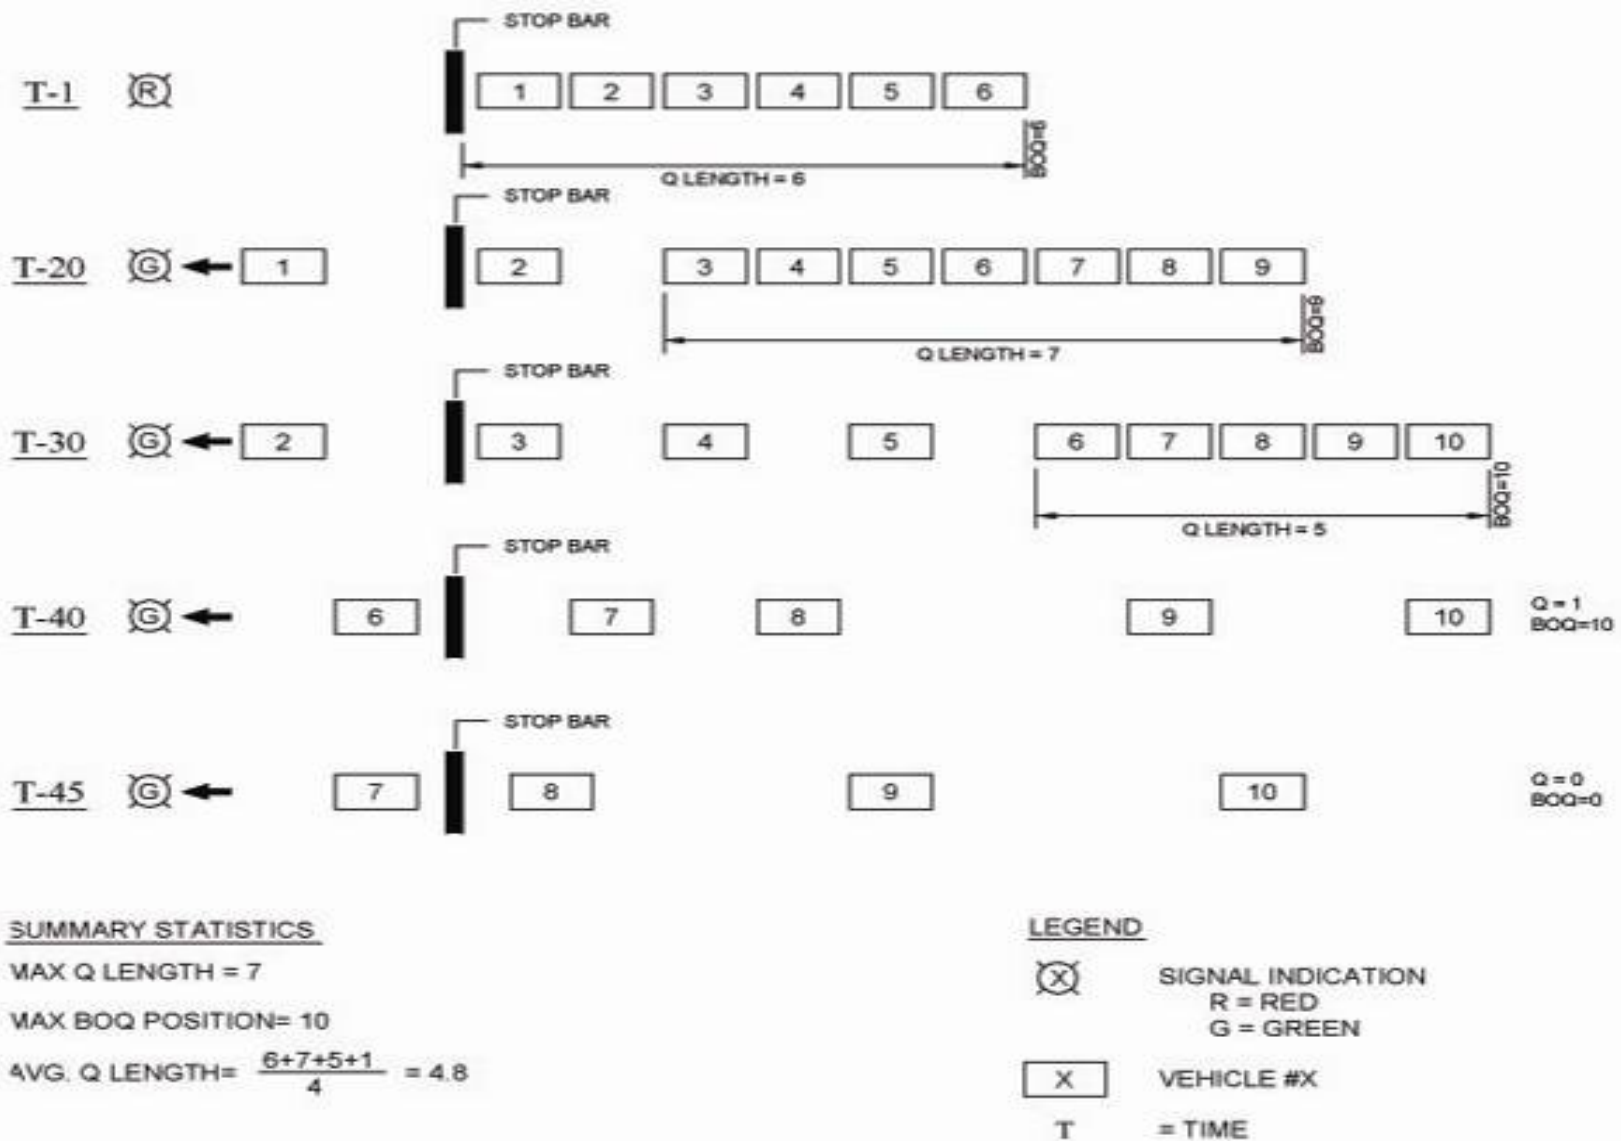 STOP BAR
T-1 R 1 2 3 4 5 6
BOQ=6
Q LENGTH = 6
STOP BAR
T-20 G 1 2 3 4 5 6 7 8 9
BOQ=9
Q LENGTH = 7
STOP BAR
T-30 G 2 3 4 5 6 7 8 9 10
BOQ=10
Q LENGTH = 5
STOP BAR
T-40 G 6 7 8 9 10
Q = 1
BOQ=10
STOP BAR
T-45 G 7 8 9 10
Q = 0
BOQ=0
SUMMARY STATISTICS
MAX Q LENGTH = 7
MAX BOQ POSITION= 10
AVG. Q LENGTH= 6+7+5+1 / 4 = 4.8
LEGEND
X SIGNAL INDICATION
R = RED
G = GREEN
X VEHICLE #X
T = TIME